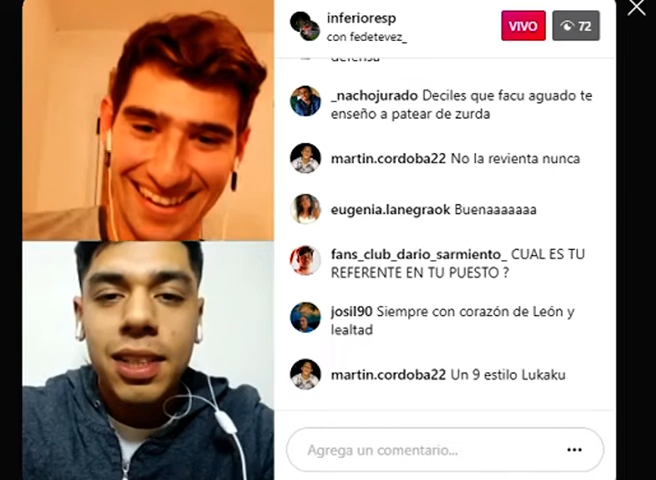 inferioresp
con fedetevez_
VIVO
72
defensa
_nachojurado Deciles que facu aguado te
enseño a patear de zurda
martin.cordoba22 No la revienta nunca
eugenia.lanegraok Buenaaaaaaa
fans_club_dario_sarmiento_ CUAL ES TU
REFERENTE EN TU PUESTO ?
josil90 Siempre con corazón de León y
lealtad
martin.cordoba22 Un 9 estilo Lukaku
Agrega un comentario...